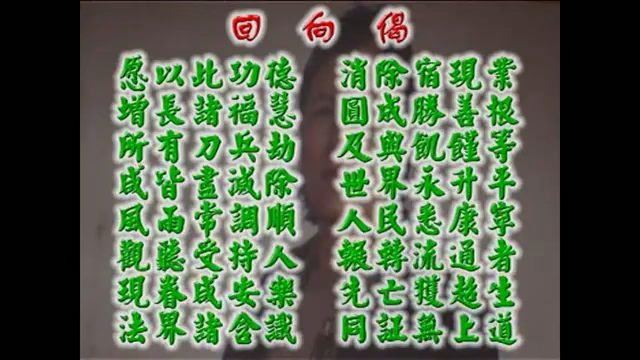 回向偈
愿以此功德 消除宿現業
增長諸福慧 圓成勝善根
所有刀兵劫 及與飢饉等
咸皆盡滅除 世界永升平
風雨常調順 人民悉康寧
觀聽受持人 輾轉流通者
現眷咸安樂 先亡獲超生
法界諸含識 同証無上道